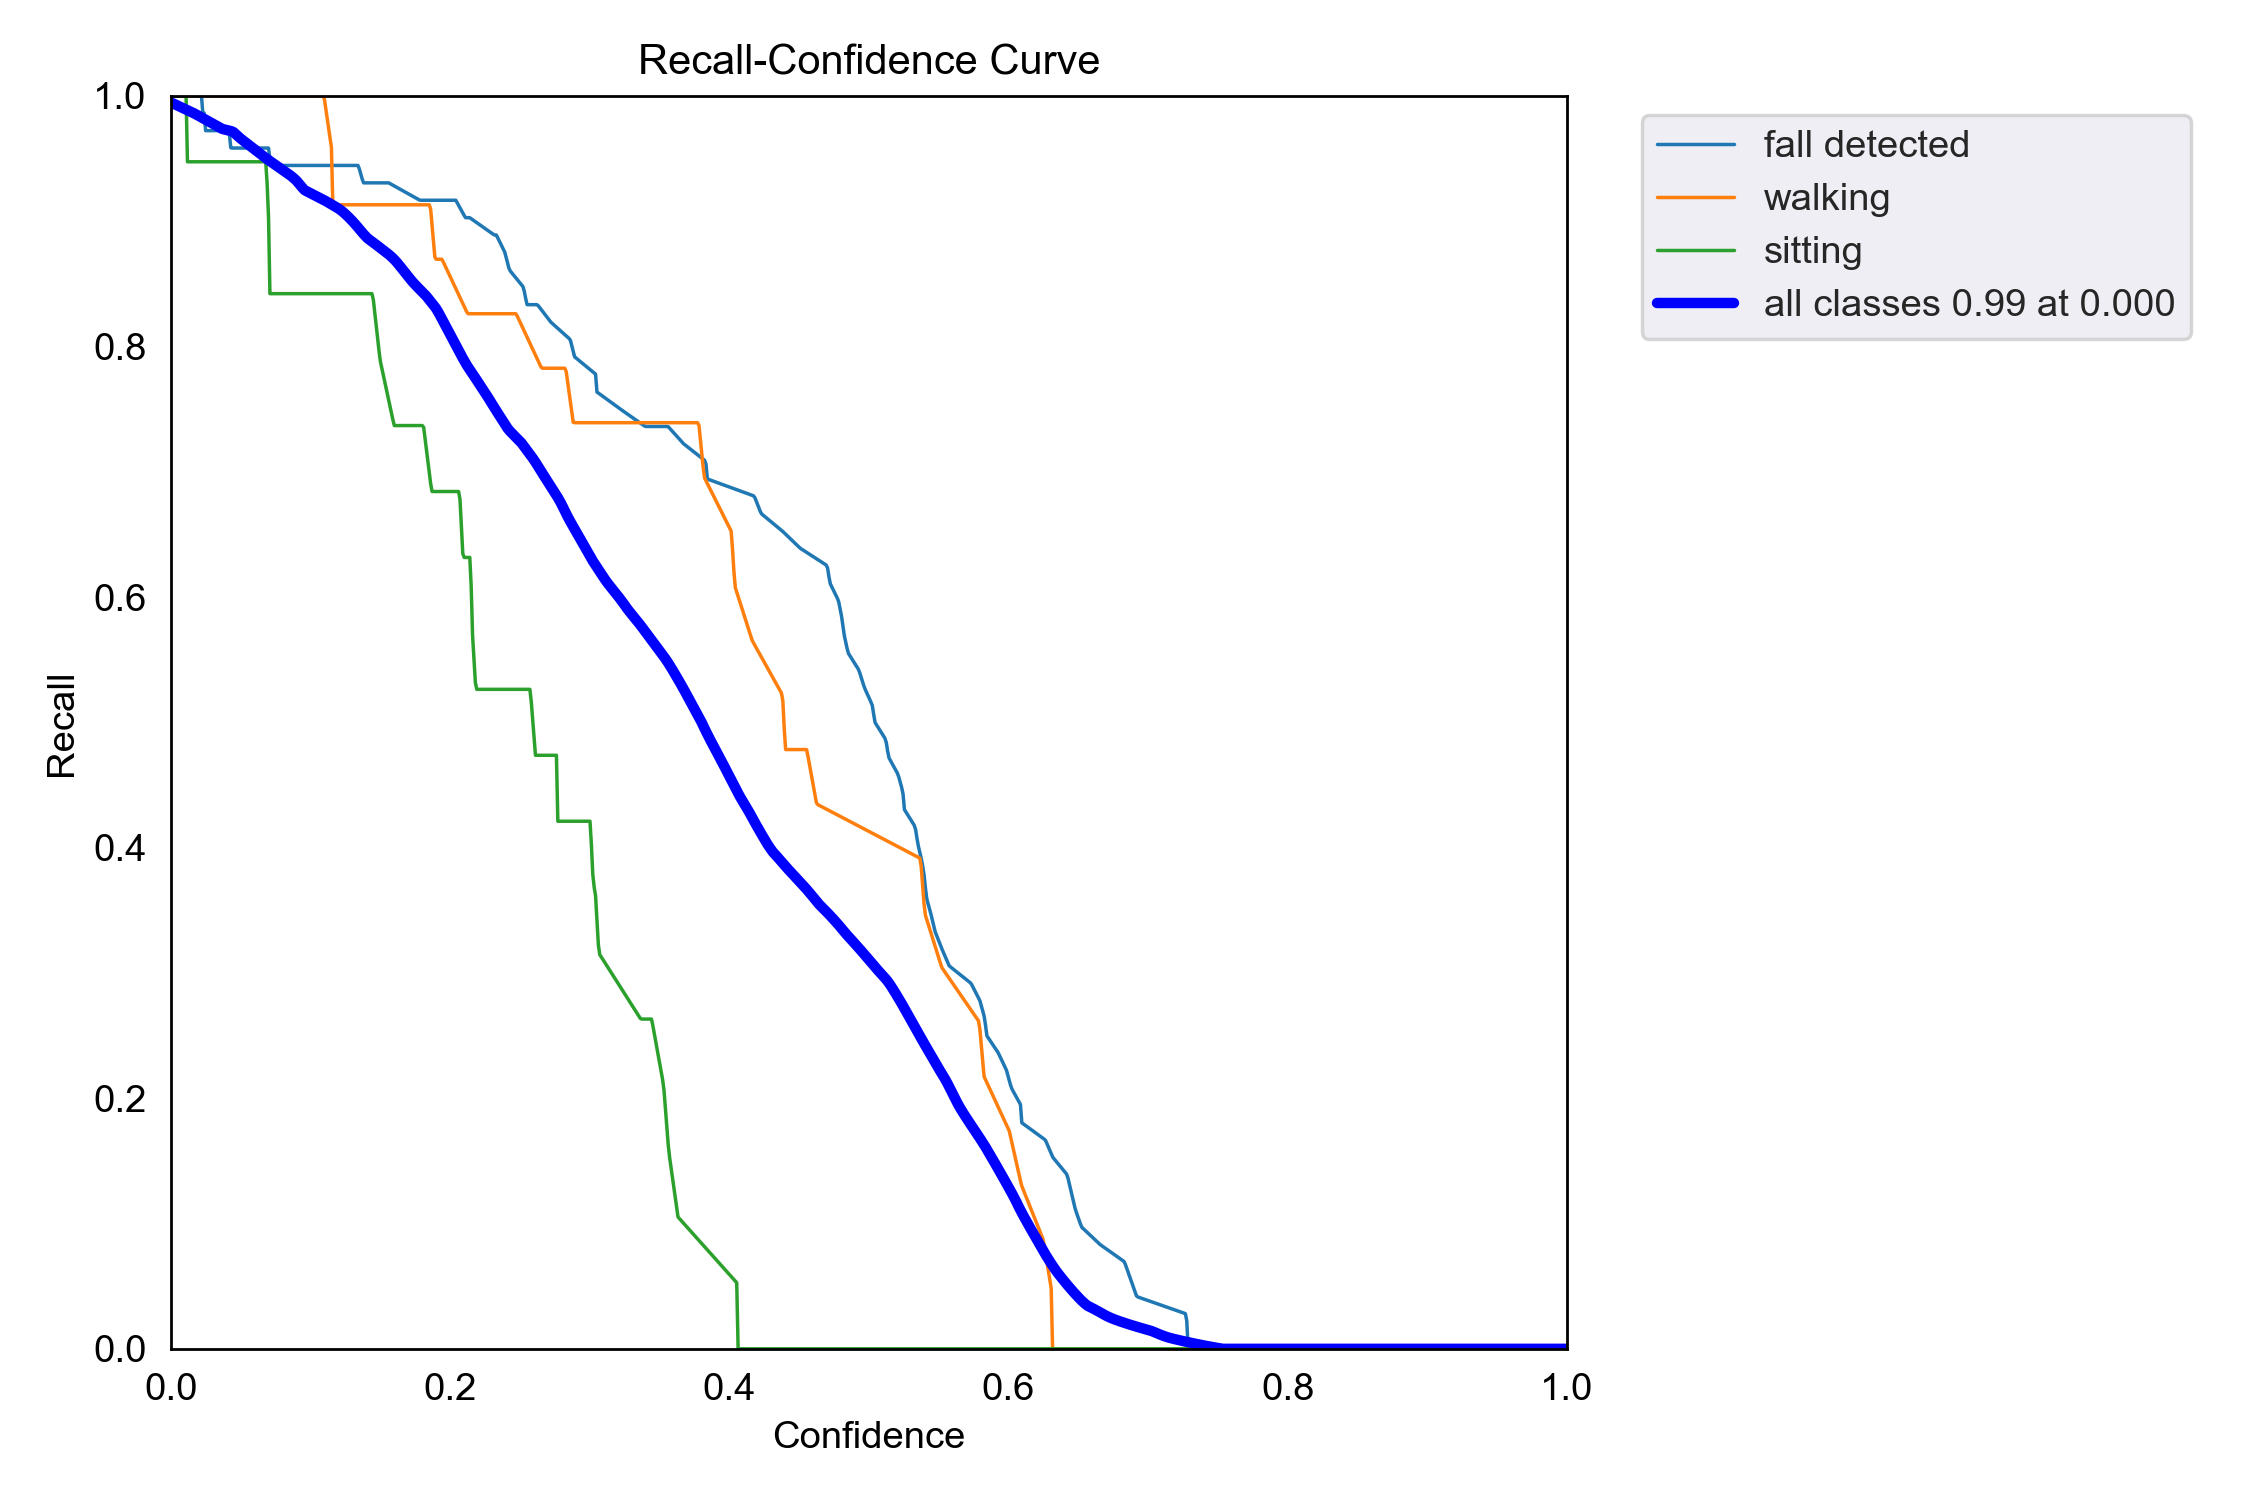 Recall-Confidence Curve
1.0
0.8
0.6
0.4
0.2
0.0
Recall
0.0 0.2 0.4 0.6 0.8 1.0
Confidence
fall detected
walking
sitting
all classes 0.99 at 0.000